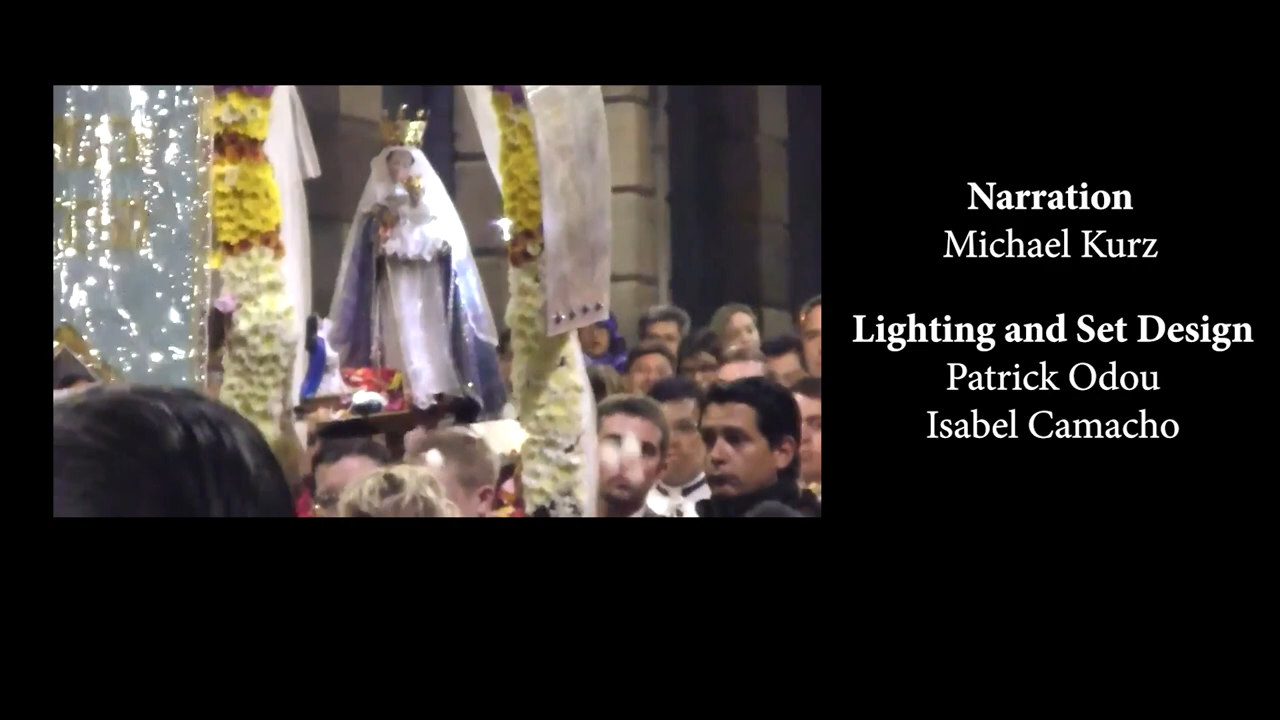 Narration
Michael Kurz
Lighting and Set Design
Patrick Odou
Isabel Camacho